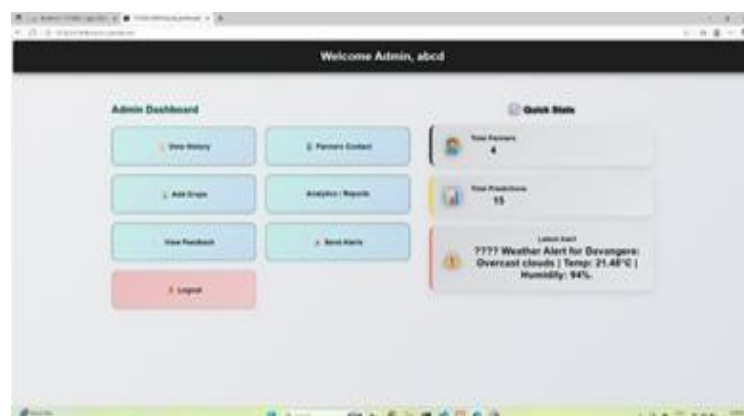 Welcome Admin, abcd
Admin Dashboard
View History
Farmers Contact
Add Crops
Analytics / Reports
View Feedback
Send Alerts
Logout
Quick Stats
Total Farmers
4
Total Predictions
15
Latest Alert
???? Weather Alert for Davangere:
Overcast clouds | Temp: 21.45°C |
Humidity: 94%.